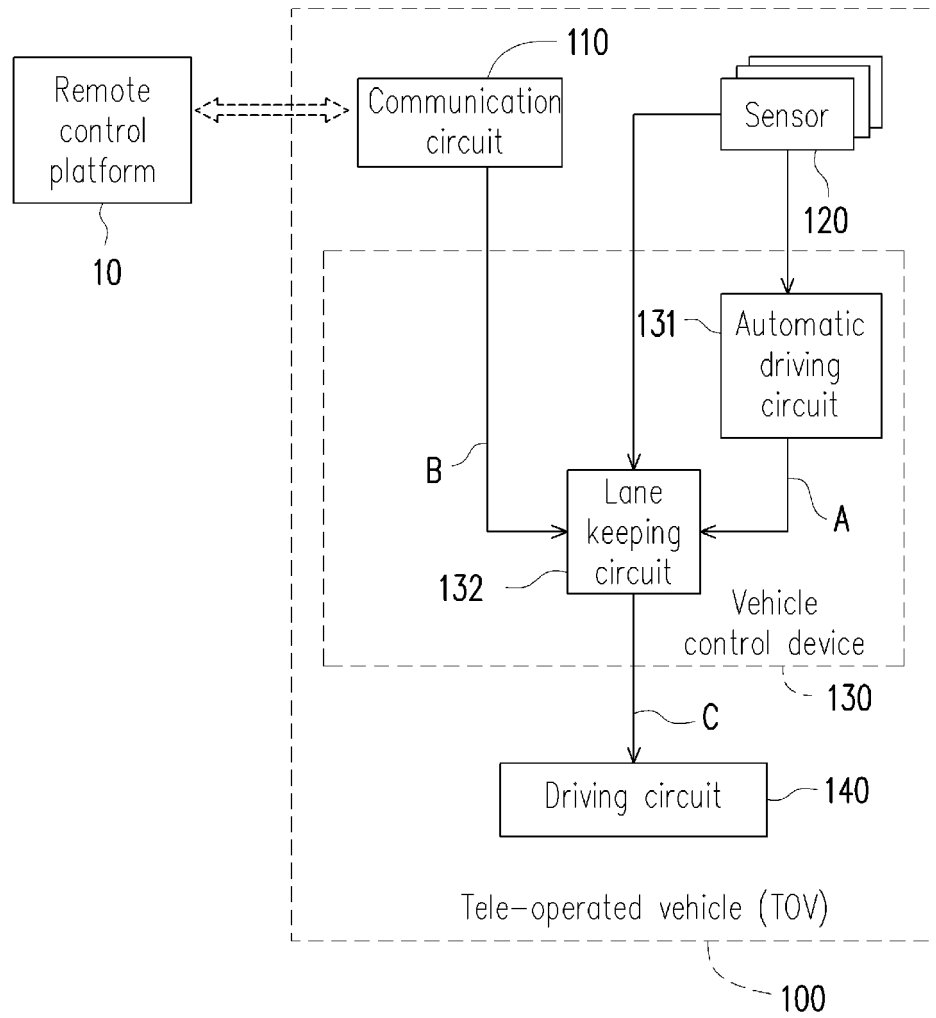 110
Remote
control
platform
10
Communication
circuit
Sensor
120
131
Automatic
driving
circuit
B
A
Lane
keeping
circuit
132
Vehicle
control device
130
C
Driving circuit
140
Tele-operated vehicle (TOV)
100